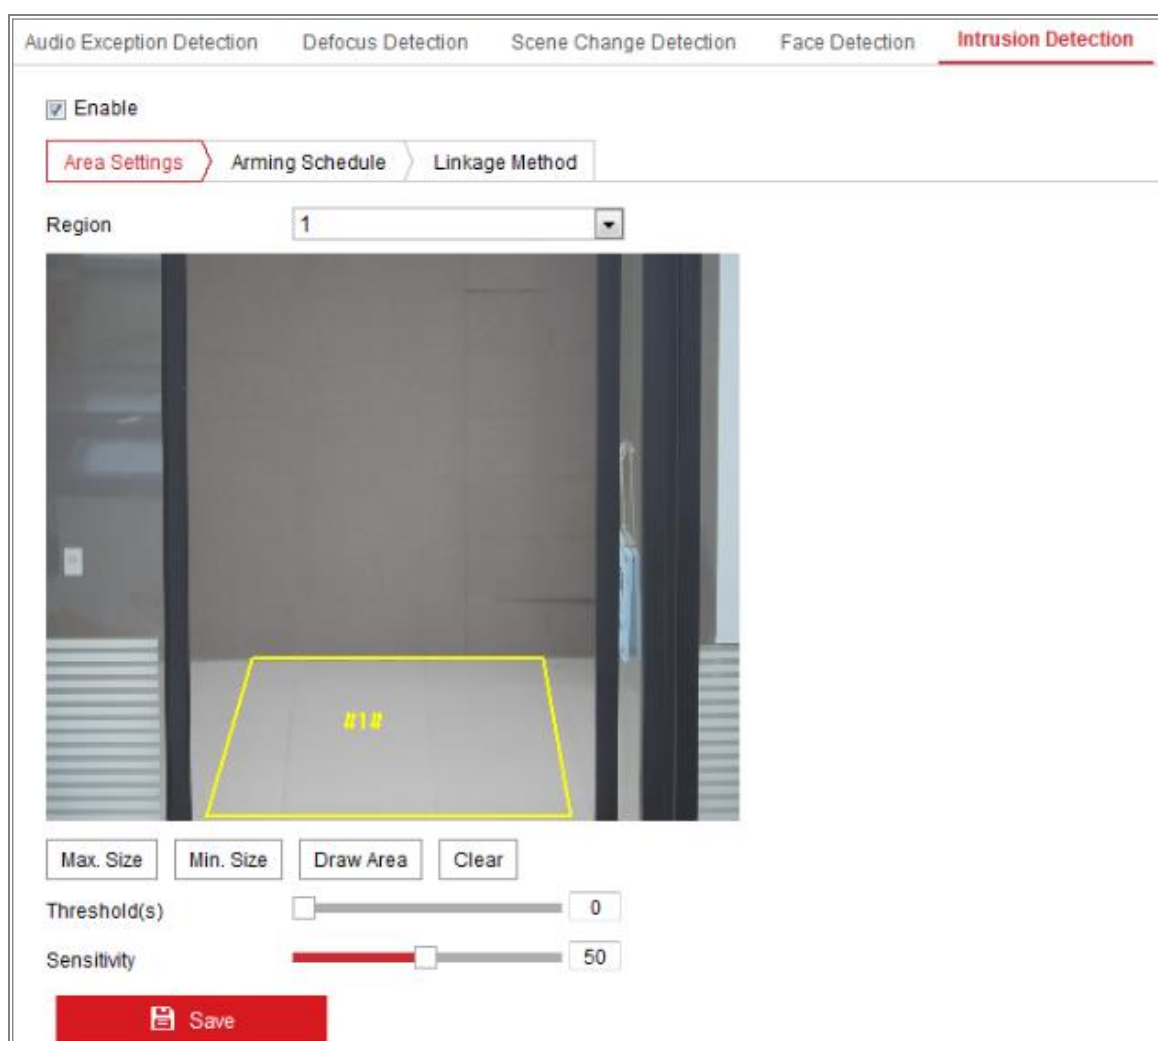 Audio Exception Detection Defocus Detection Scene Change Detection Face Detection Intrusion Detection
Enable
Area Settings Arming Schedule Linkage Method
Region 1
#1#
Max. Size Min. Size Draw Area Clear
Threshold(s) 0
Sensitivity 50
Save